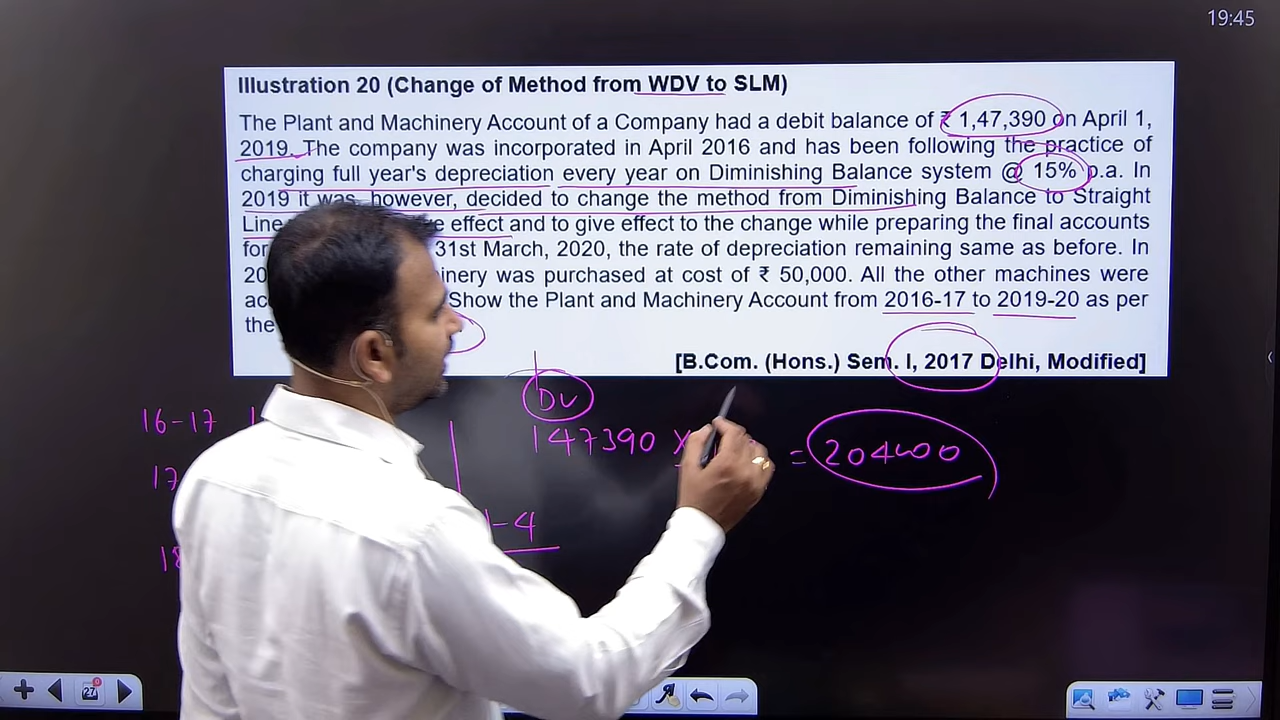 19:45
Illustration 20 (Change of Method from WDV to SLM)
The Plant and Machinery Account of a Company had a debit balance of ₹ 1,47,390 on April 1,
2019. The company was incorporated in April 2016 and has been following the practice of
charging full year's depreciation every year on Diminishing Balance system @ 15% p.a. In
2019 it was, however, decided to change the method from Diminishing Balance to Straight
Line effect and to give effect to the change while preparing the final accounts
for 31st March, 2020, the rate of depreciation remaining same as before. In
was purchased at cost of ₹ 50,000. All the other machines were
Show the Plant and Machinery Account from 2016-17 to 2019-20 as per
the
[B.Com. (Hons.) Sem. I, 2017 Delhi, Modified]
DV
16-17
147390 × = 204400
17
1-4
18
27